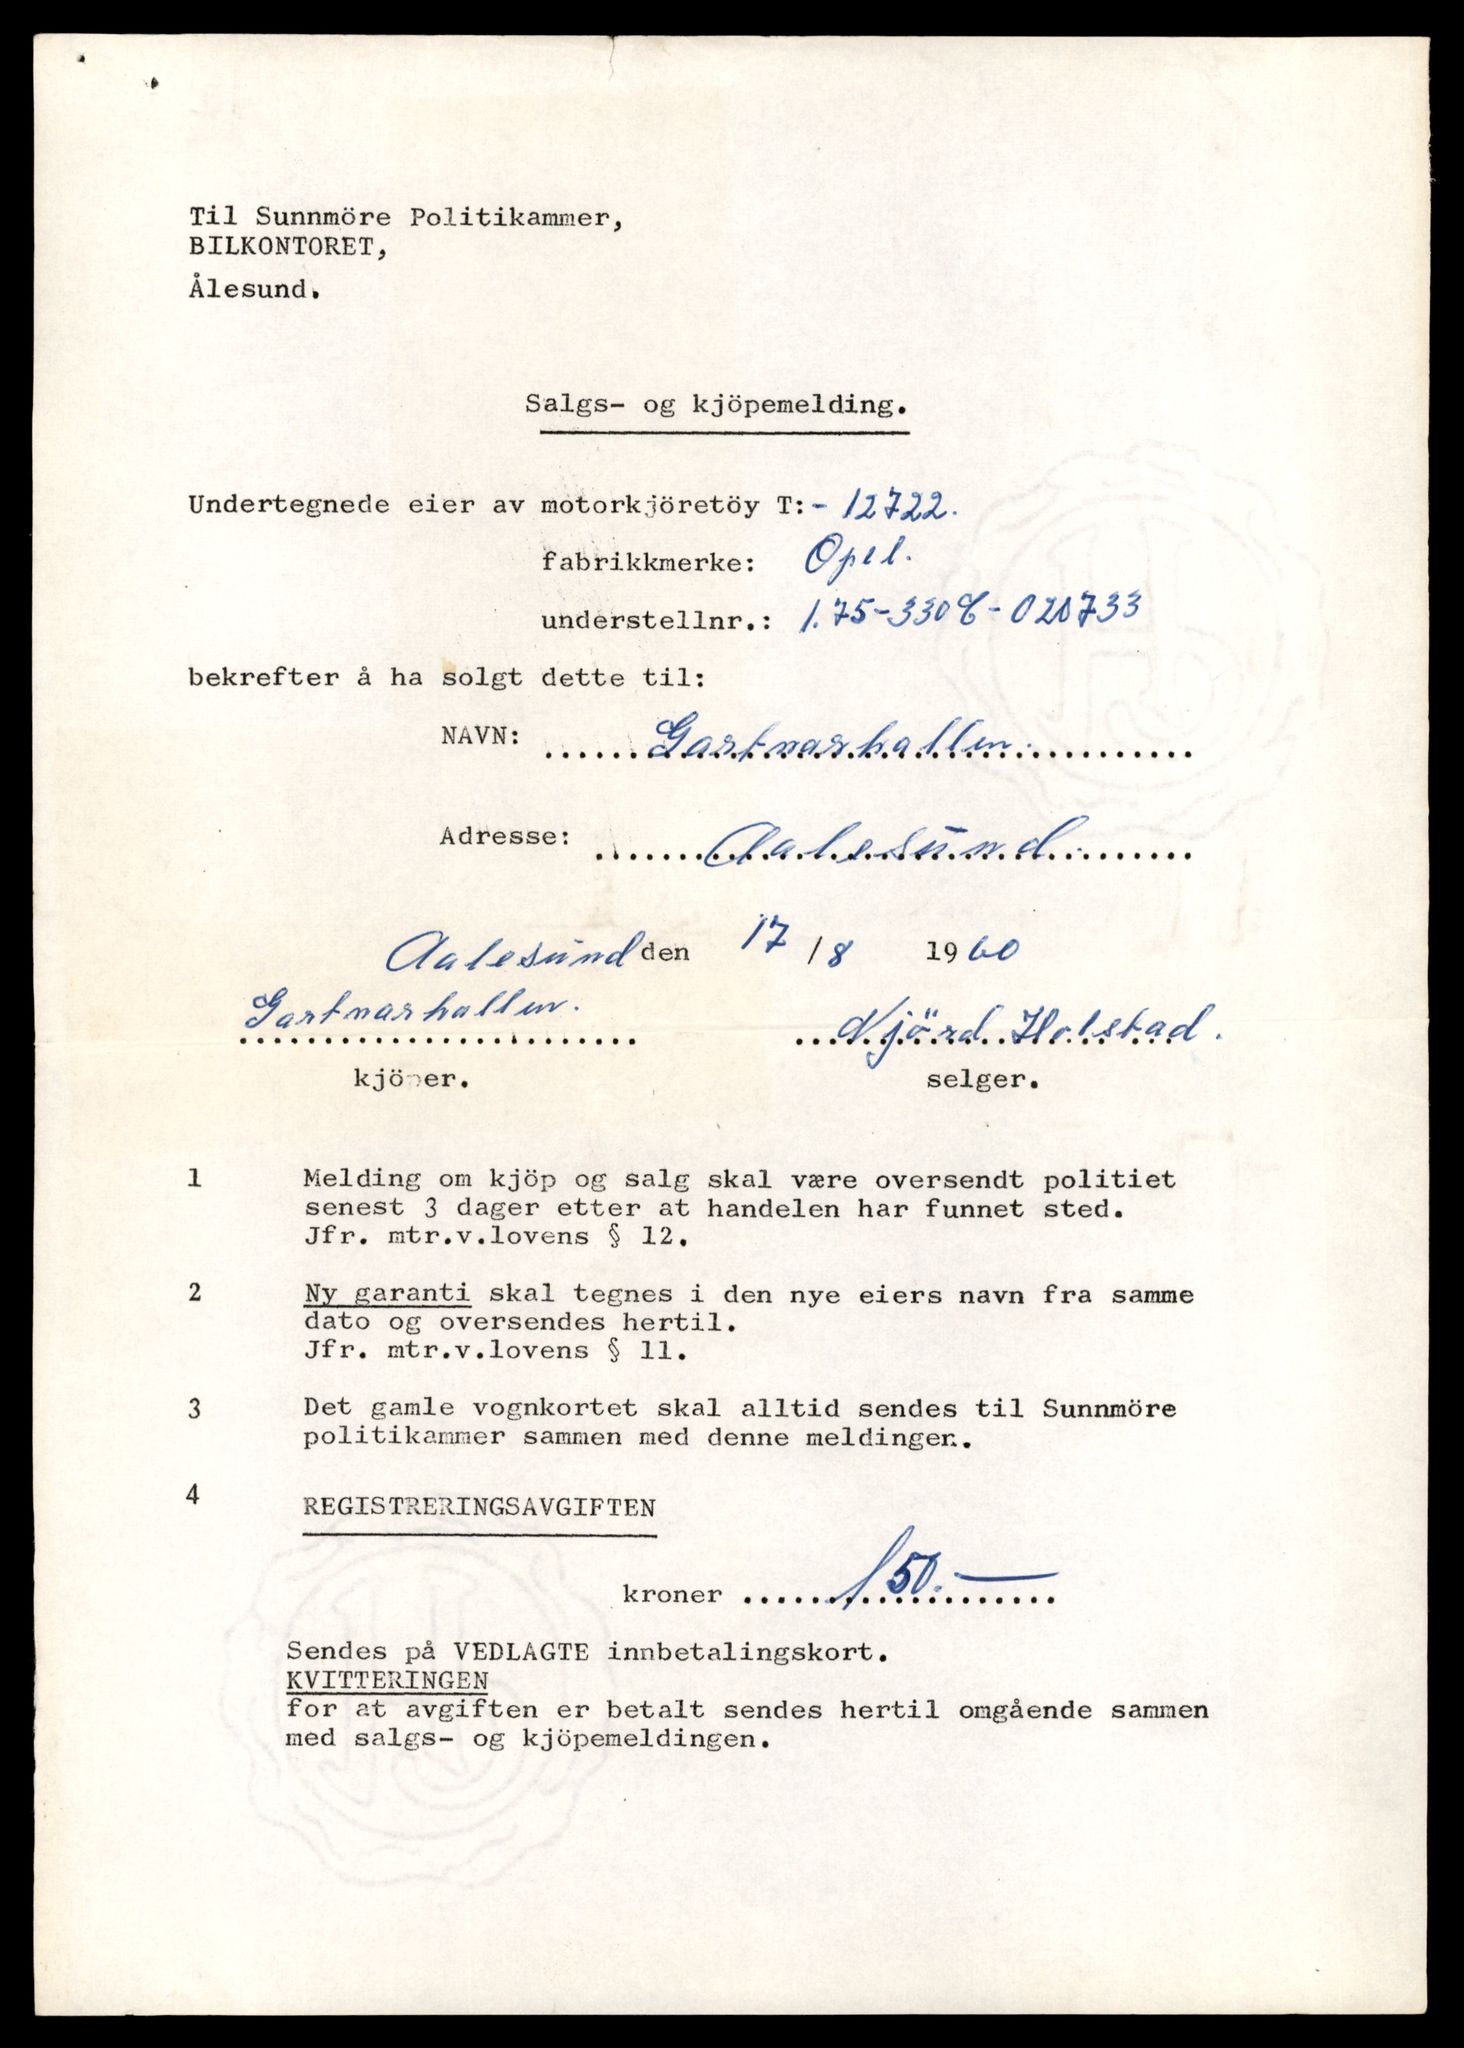 Til Sunnmöre Politikammer,
BILKONTORET,
Ålesund.
Salgs- og kjöpemelding.
Undertegnede eier av motorkjöretöy T:- 12722.
fabrikkmerke: Opel.
understellnr.: 1.75-330
bekrefter å ha solgt dette til:
NAVN: Gartnarhallen.
Adresse: Aalesund.
Aalesund den 17/8 1960
Gartnarhallen. Njörd Holstad.
kjöper. selger.
1 Melding om kjöp og salg skal være oversendt politiet
senest 3 dager etter at handelen har funnet sted.
Jfr. mtr.v.lovens § 12.
2 Ny garanti skal tegnes i den nye eiers navn fra samme
dato og oversendes hertil.
Jfr. mtr.v.lovens § 11.
3 Det gamle vognkortet skal alltid sendes til Sunnmöre
politikammer sammen med denne meldingen.
4 REGISTRERINGSAVGIFTEN
kroner 150.—
Sendes på VEDLAGTE innbetalingskort.
KVITTERINGEN
for at avgiften er betalt sendes hertil omgående sammen
med salgs- og kjöpemeldingen.